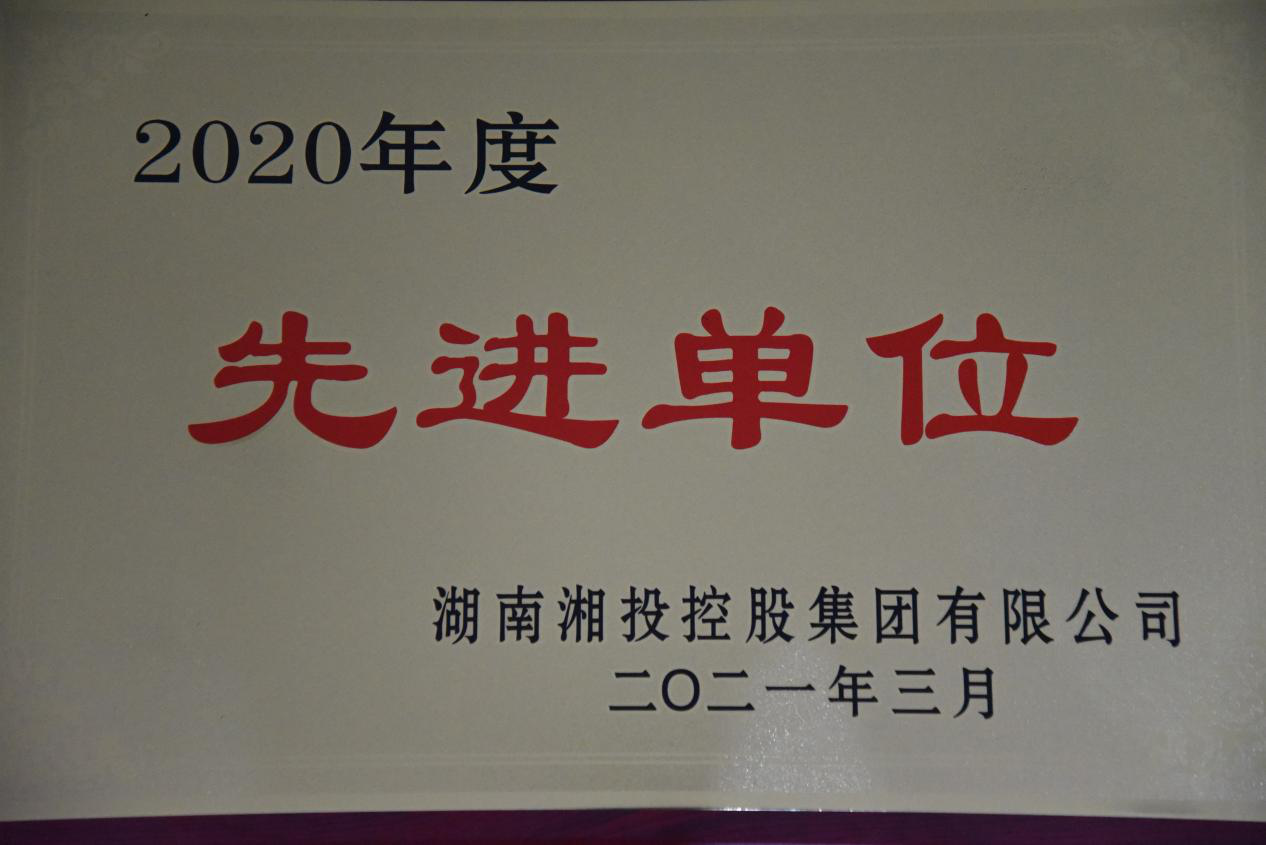 2020年度
先进单位
湖南湘投控股集团有限公司
二〇二一年三月